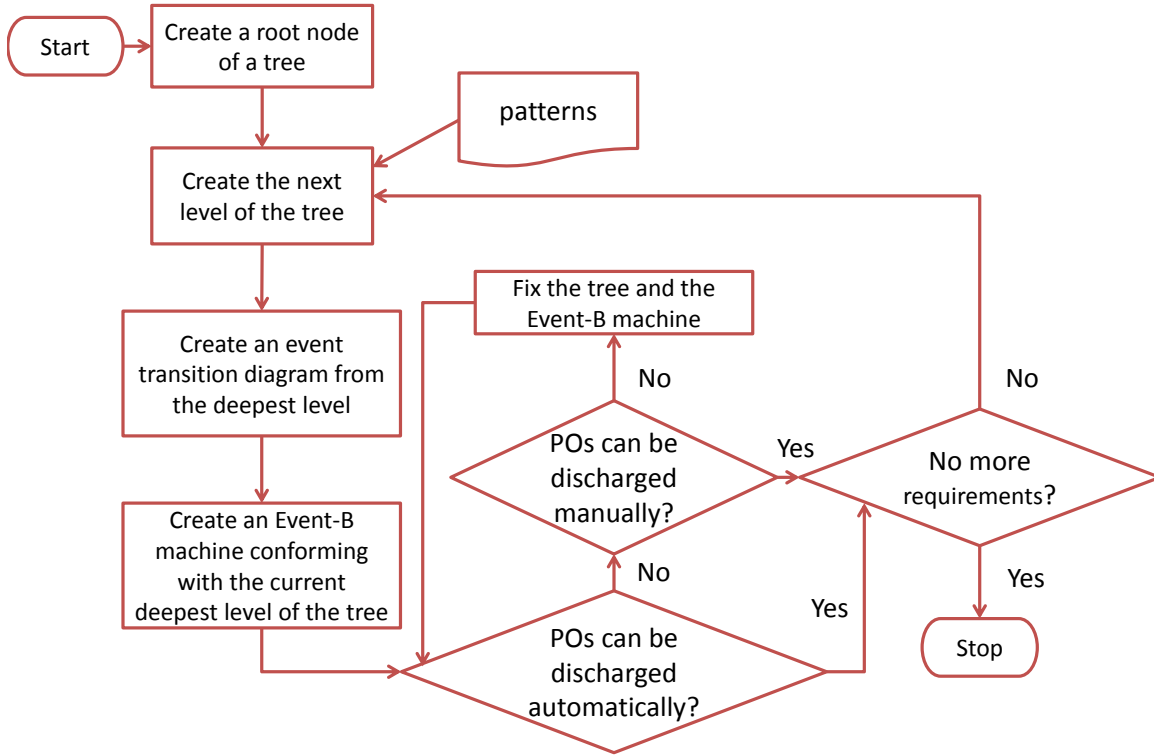 Start
Create a root node
of a tree
patterns
Create the next
level of the tree
Fix the tree and the
Event-B machine
Create an event
transition diagram from
the deepest level
No
No
POs can be
discharged
manually?
Yes
No more
requirements?
Create an Event-B
machine conforming
with the current
deepest level of the tree
No
Yes
Yes
POs can be
discharged
automatically?
Stop